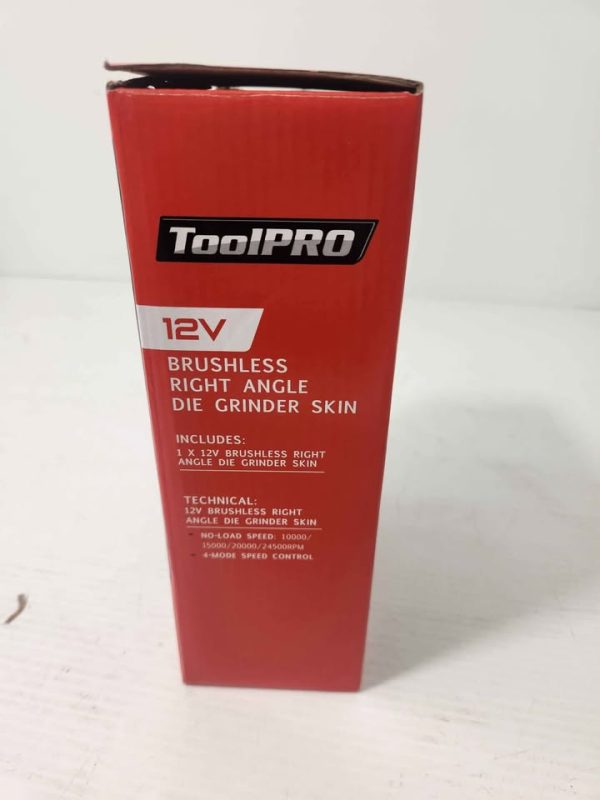 ToolPRO
12V
BRUSHLESS
RIGHT ANGLE
DIE GRINDER SKIN
INCLUDES:
1 X 12V BRUSHLESS RIGHT
ANGLE DIE GRINDER SKIN
TECHNICAL:
12V BRUSHLESS RIGHT
ANGLE DIE GRINDER SKIN
- NO-LOAD SPEED: 10000/
15000/20000/24500RPM
- 4-MODE SPEED CONTROL